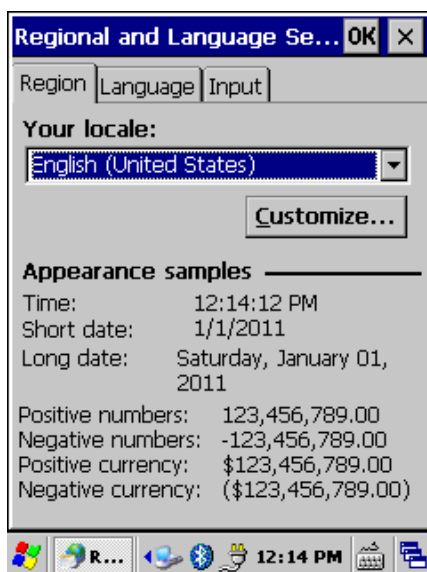 Regional and Language Se... OK ×
Region Language Input
Your locale:
English (United States)
Customize...
Appearance samples
Time: 12:14:12 PM
Short date: 1/1/2011
Long date: Saturday, January 01,
2011
Positive numbers: 123,456,789.00
Negative numbers: -123,456,789.00
Positive currency: $123,456,789.00
Negative currency: ($123,456,789.00)
R... 12:14 PM